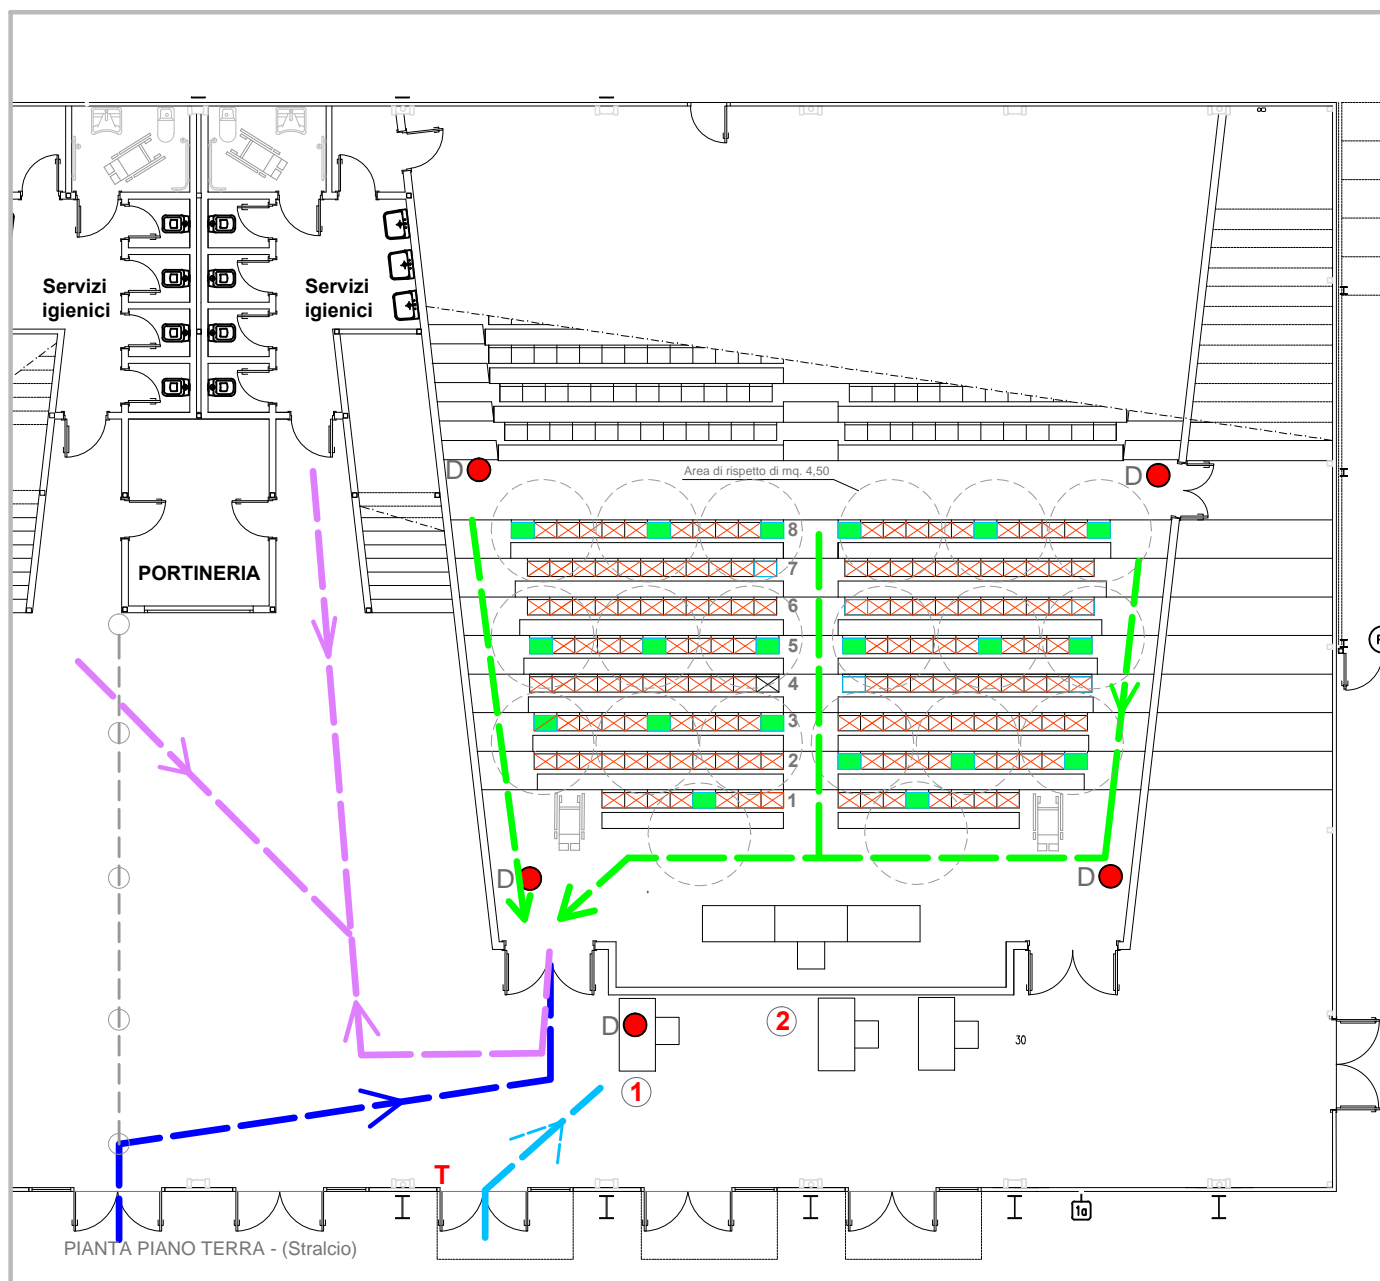 Servizi
igienici
Servizi
igienici
D
Area di rispetto di mq. 4,50
D
8
7
6
5
4
3
2
1
PORTINERIA
D
D
D
2
30
1
T
1a
PIANTA PIANO TERRA - (Stralcio)